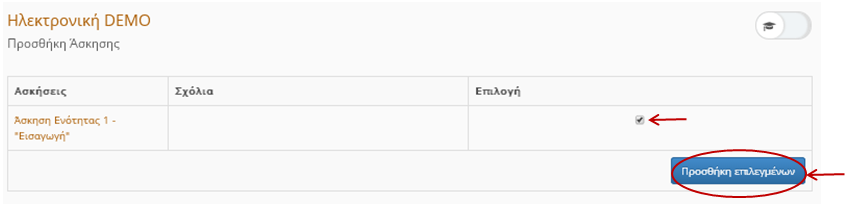 Ηλεκτρονική DEMO
Προσθήκη Άσκησης
Ασκήσεις Σχόλια Επιλογή
Άσκηση Ενότητας 1 -
"Εισαγωγή"
Προσθήκη επιλεγμένων